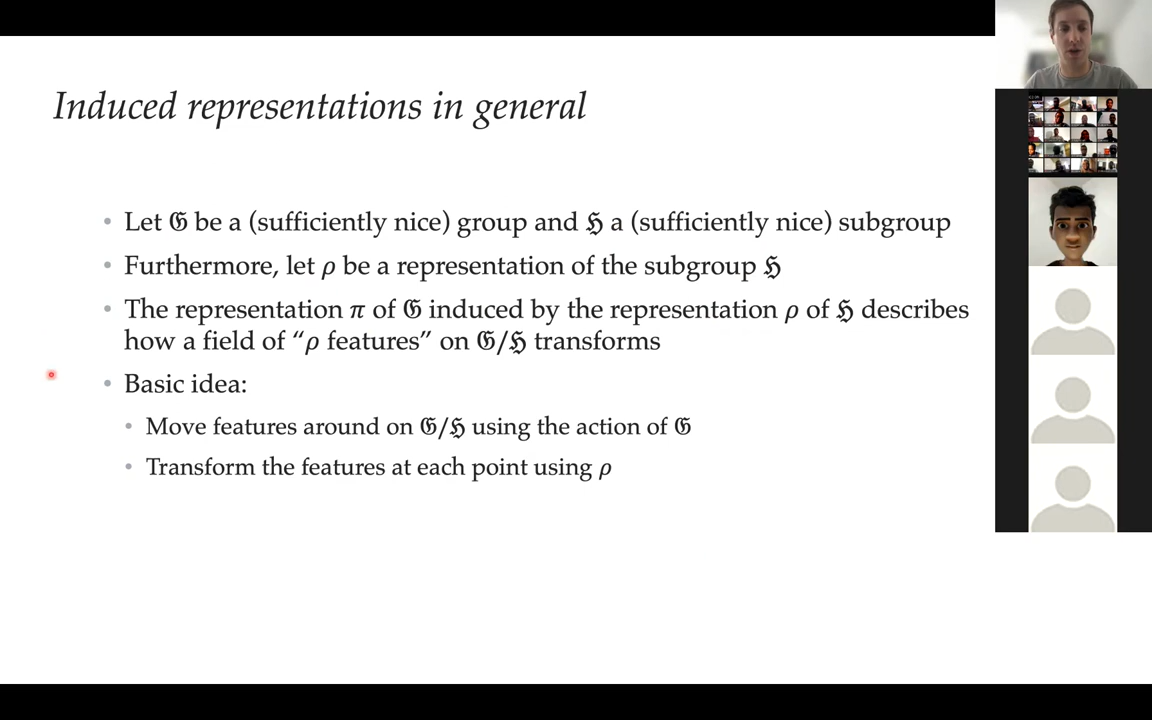 Induced representations in general
• Let 𝔊 be a (sufficiently nice) group and ℌ a (sufficiently nice) subgroup
• Furthermore, let ρ be a representation of the subgroup ℌ
• The representation π of 𝔊 induced by the representation ρ of ℌ describes
how a field of “ρ features” on 𝔊/ℌ transforms
• Basic idea:
• Move features around on 𝔊/ℌ using the action of 𝔊
• Transform the features at each point using ρ